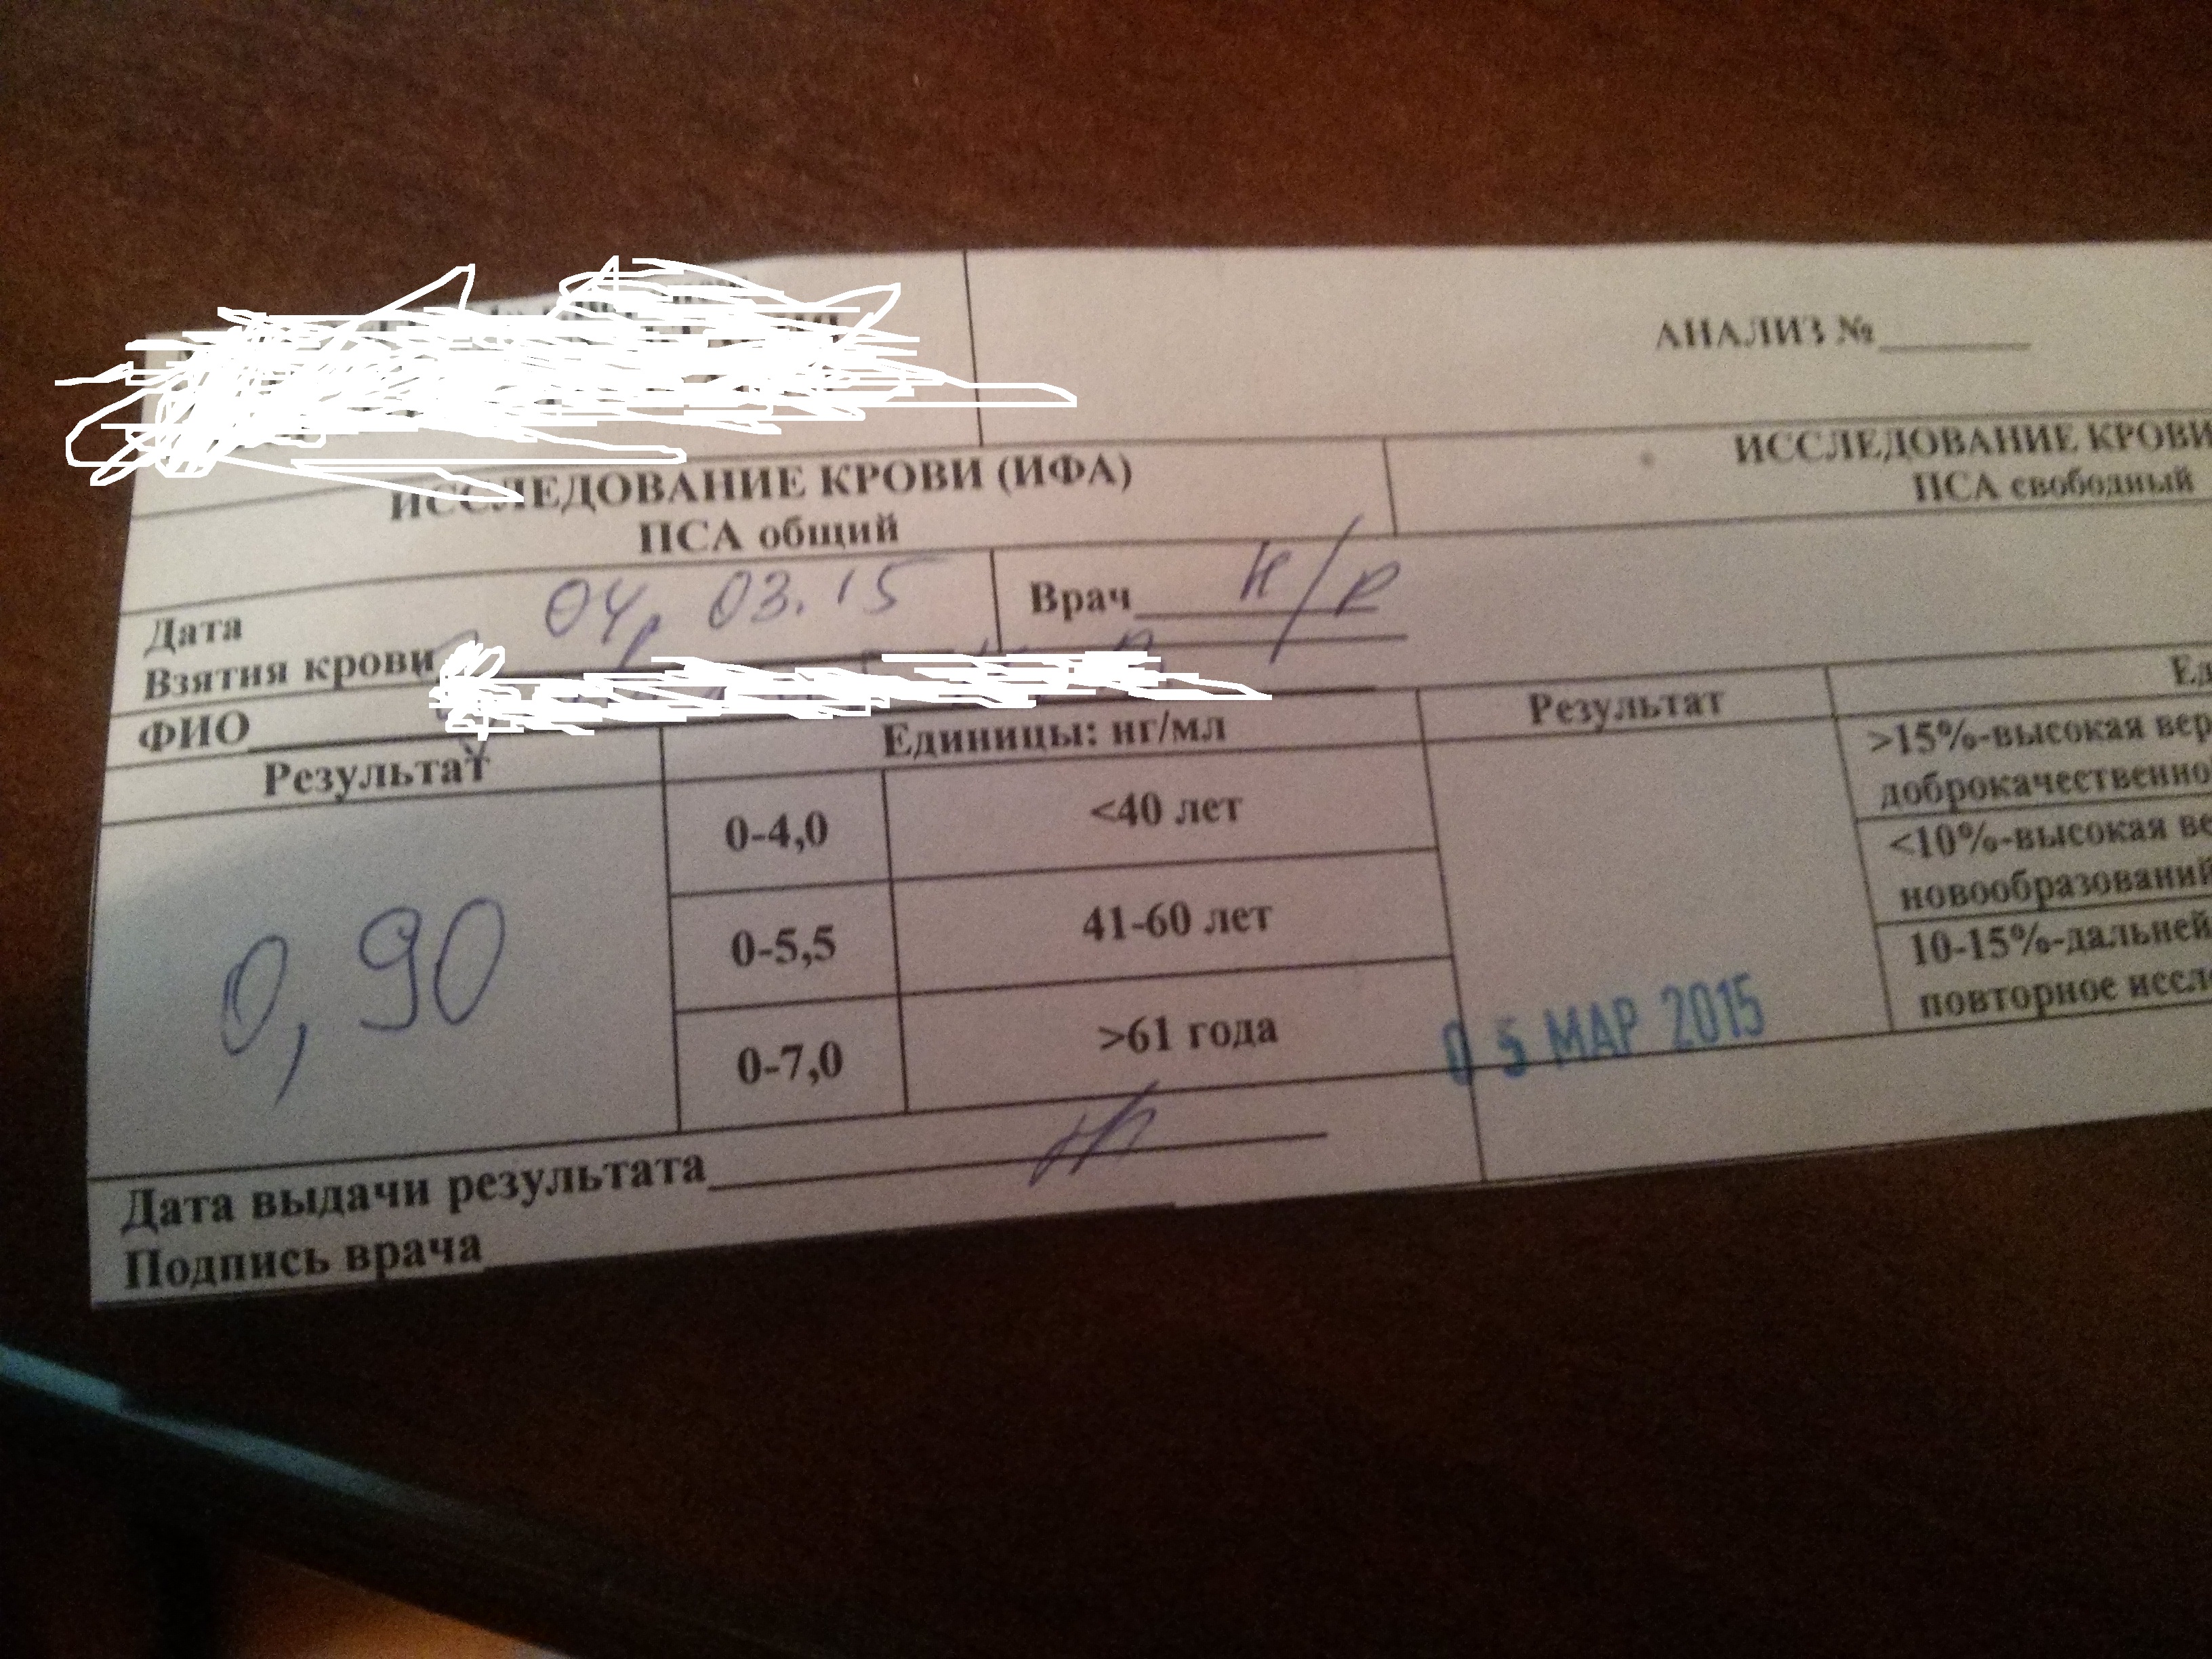 АНАЛИЗ №
ИССЛЕДОВАНИЕ КРОВИ (ИФА)
ПСА общий
ИССЛЕДОВАНИЕ КРОВИ
ПСА свободный
Дата
Взятия крови
04, 03.15
Врач н/р
ФИО
Результат
Единицы: нг/мл
Результат
Ед
0,90
0-4,0 <40 лет
0-5,5 41-60 лет
0-7,0 >61 года
>15%-высокая вер
доброкачественно
<10%-высокая ве
новообразований
10-15%-дальней
повторное иссл
05 МАР 2015
Дата выдачи результата
Подпись врача